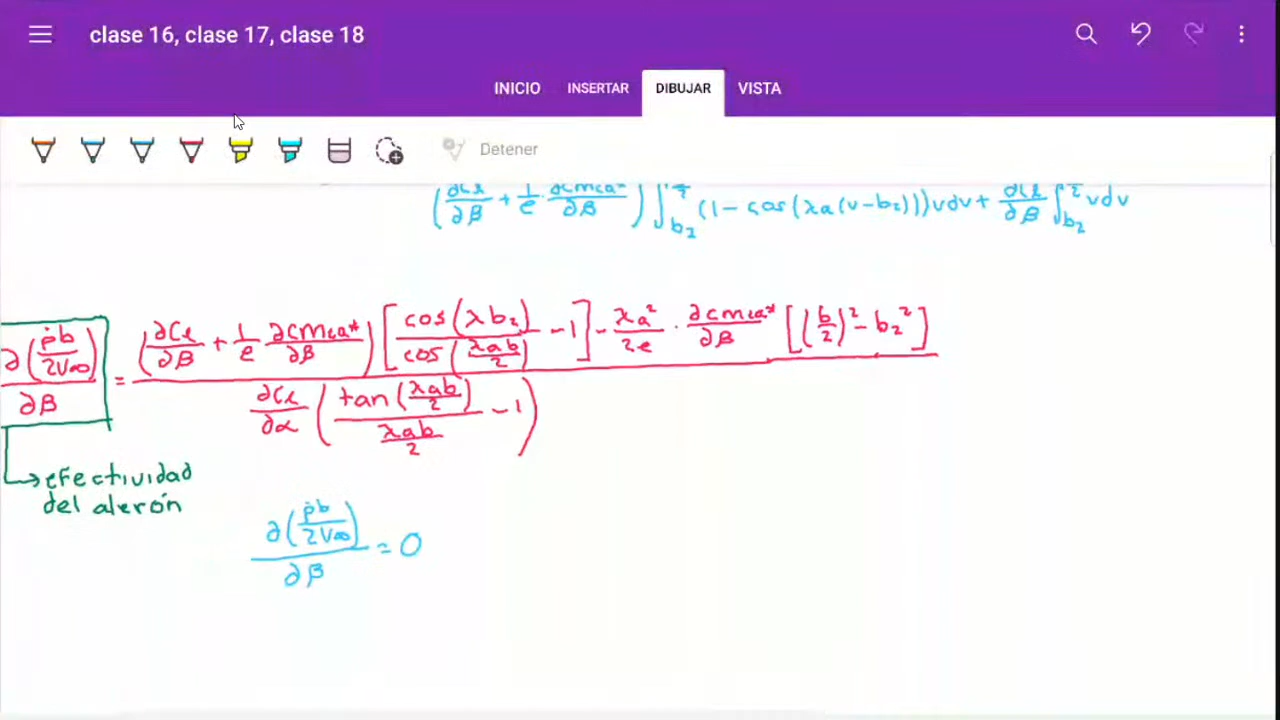 clase 16, clase 17, clase 18
INICIO INSERTAR DIBUJAR VISTA
Detener
(∂Cl/∂β + 1/e · ∂Cmca*/∂β) ∫_{b₂} (1 - cos(λa(v-b₂))) v dv + ∂Cl/∂β ∫_{b₂} v dv
∂(ṗb/2V∞)/∂β = (∂Cl/∂β + 1/e ∂Cmca*/∂β) [cos(λb₂)/cos(λab/2) - 1] - λa²/2e · ∂Cmca*/∂β [(b/2)² - b₂²]
∂Cl/∂α (tan(λab/2)/(λab/2) - 1)
→ efectividad
del alerón
∂(ṗb/2V∞)/∂β = 0